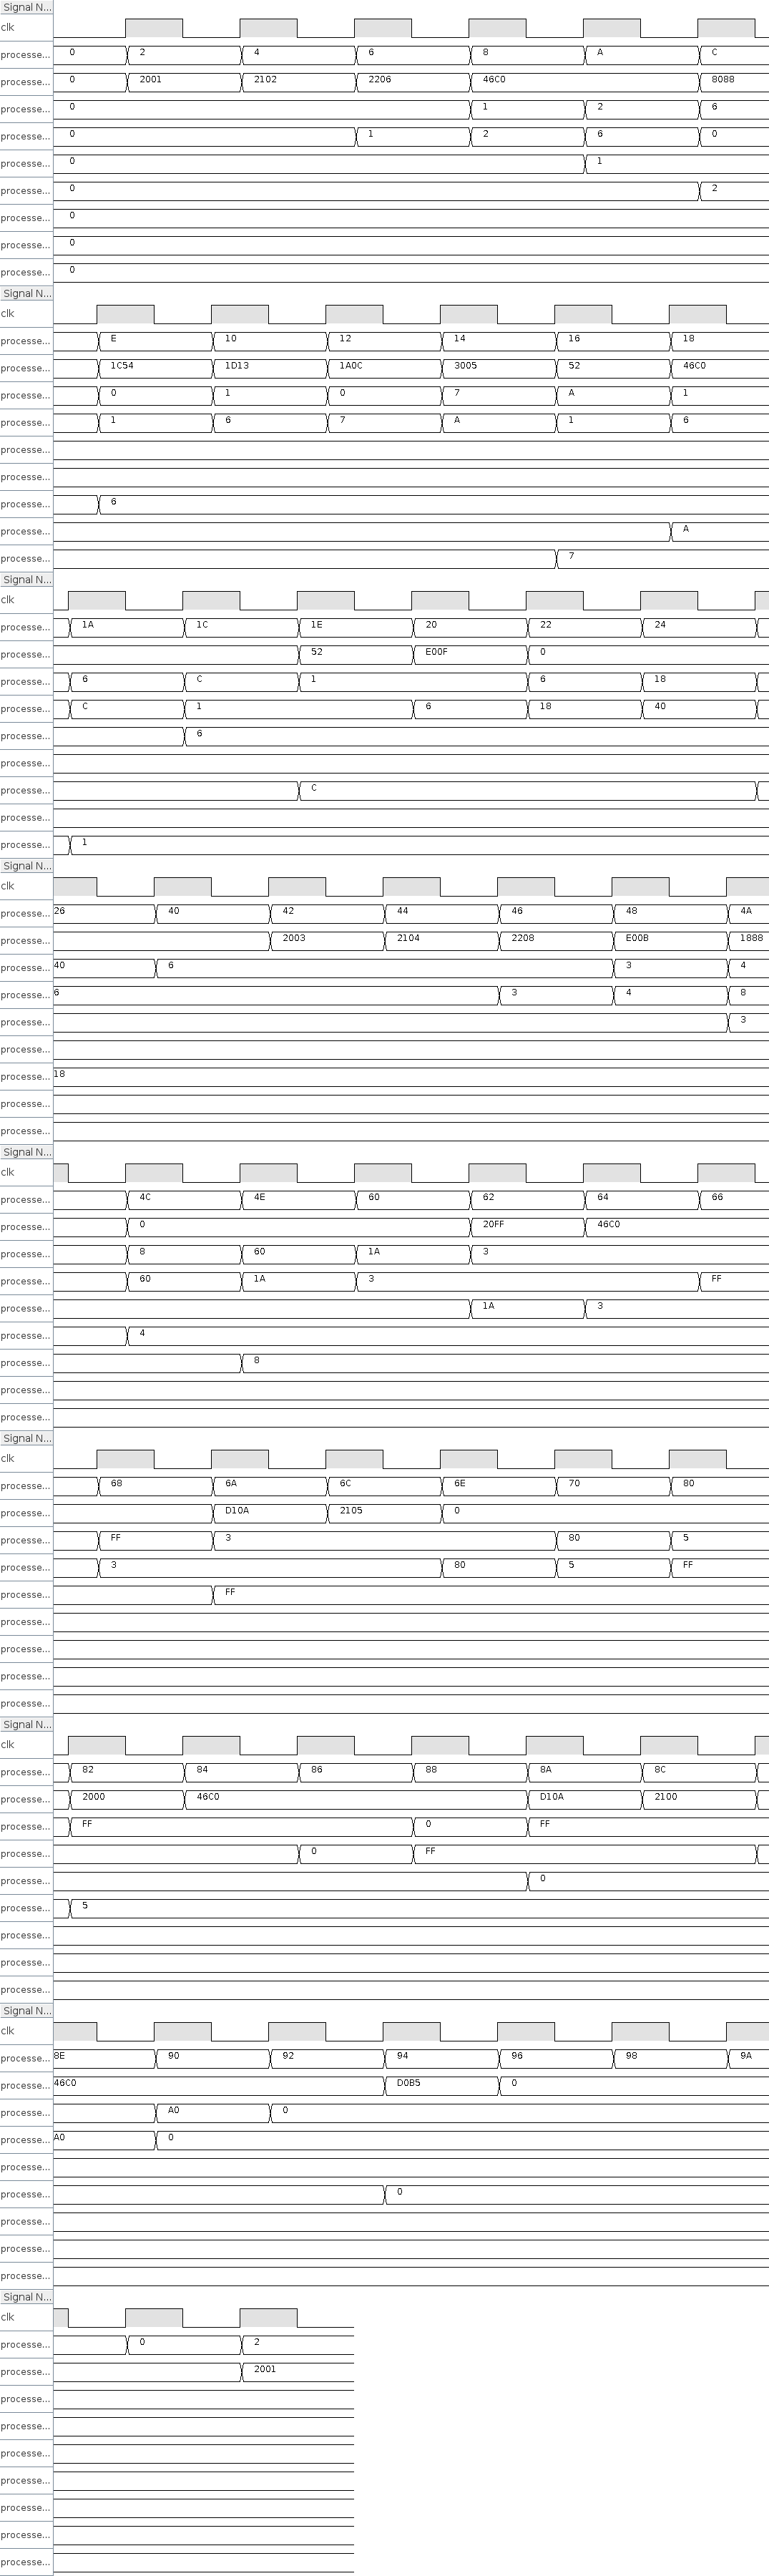 Signal N...
clk
processe... 0 2 4 6 8 A C
processe... 0 2001 2102 2206 46C0 8088
processe... 0 1 2 6
processe... 0 1 2 6 0
processe... 0 1
processe... 0 2
processe... 0
processe... 0
processe... 0
Signal N...
clk
processe... E 10 12 14 16 18
processe... 1C54 1D13 1A0C 3005 52 46C0
processe... 0 1 0 7 A 1
processe... 1 6 7 A 1 6
processe...
processe...
processe... 6
processe... A
processe... 7
Signal N...
clk
processe... 1A 1C 1E 20 22 24
processe... 52 E00F 0
processe... 6 C 1 6 18
processe... C 1 6 18 40
processe... 6
processe...
processe... C
processe...
processe... 1
Signal N...
clk
processe... 26 40 42 44 46 48 4A
processe... 2003 2104 2208 E00B 1888
processe... 40 6 3 4
processe... 6 3 4 8
processe... 3
processe...
processe... 18
processe...
processe...
Signal N...
clk
processe... 4C 4E 60 62 64 66
processe... 0 20FF 46C0
processe... 8 60 1A 3
processe... 60 1A 3 FF
processe... 1A 3
processe... 4
processe... 8
processe...
processe...
Signal N...
clk
processe... 68 6A 6C 6E 70 80
processe... D10A 2105 0
processe... FF 3 80 5
processe... 3 80 5 FF
processe... FF
processe...
processe...
processe...
processe...
Signal N...
clk
processe... 82 84 86 88 8A 8C
processe... 2000 46C0 D10A 2100
processe... FF 0 FF
processe... 0 FF
processe... 0
processe... 5
processe...
processe...
processe...
Signal N...
clk
processe... 8E 90 92 94 96 98 9A
processe... 46C0 D0B5 0
processe... A0 0
processe... A0 0
processe...
processe... 0
processe...
processe...
processe...
Signal N...
clk
processe... 0 2
processe... 2001
processe...
processe...
processe...
processe...
processe...
processe...
processe...